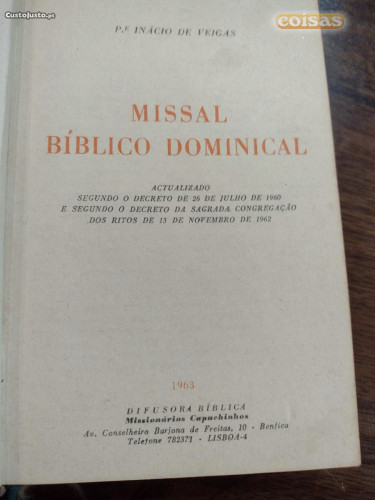 CustoJusto.pt
coisas
P.e INÁCIO DE VEIGAS
MISSAL
BÍBLICO DOMINICAL
ACTUALIZADO
SEGUNDO O DECRETO DE 26 DE JULHO DE 1960
E SEGUNDO O DECRETO DA SAGRADA CONGREGAÇÃO
DOS RITOS DE 13 DE NOVEMBRO DE 1962
1963
DIFUSORA BÍBLICA
Missionários Capuchinhos
Av. Conselheiro Barjona de Freitas, 10 - Benfica
Telefone 782371 - LISBOA-4